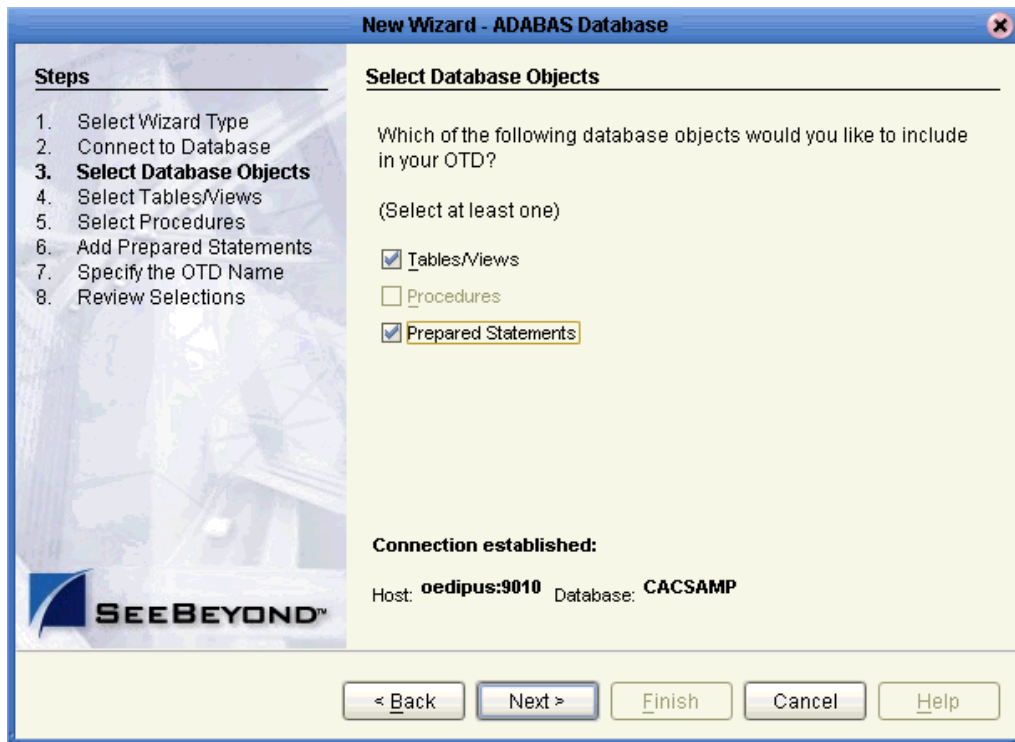 New Wizard - ADABAS Database
Steps
1. Select Wizard Type
2. Connect to Database
3. Select Database Objects
4. Select Tables/Views
5. Select Procedures
6. Add Prepared Statements
7. Specify the OTD Name
8. Review Selections
SEEBEYOND™
Select Database Objects
Which of the following database objects would you like to include
in your OTD?
(Select at least one)
Tables/Views
Procedures
Prepared Statements
Connection established:
Host: oedipus:9010 Database: CACSAMP
< Back Next > Finish Cancel Help